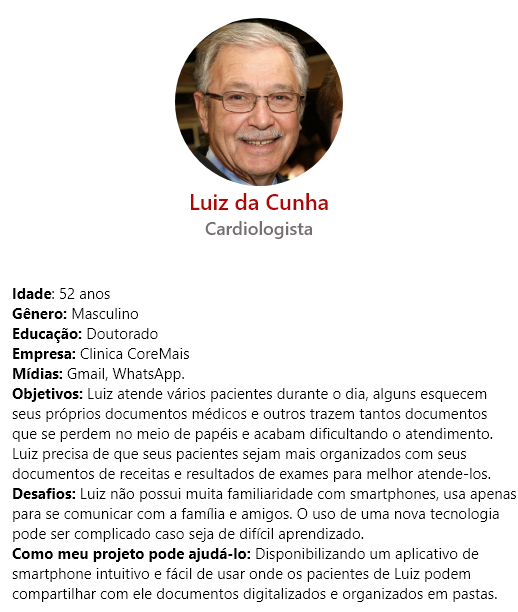 Luiz da Cunha
Cardiologista
Idade: 52 anos
Gênero: Masculino
Educação: Doutorado
Empresa: Clinica CoreMais
Mídias: Gmail, WhatsApp.
Objetivos: Luiz atende vários pacientes durante o dia, alguns esquecem
seus próprios documentos médicos e outros trazem tantos documentos
que se perdem no meio de papéis e acabam dificultando o atendimento.
Luiz precisa de que seus pacientes sejam mais organizados com seus
documentos de receitas e resultados de exames para melhor atende-los.
Desafios: Luiz não possui muita familiaridade com smartphones, usa apenas
para se comunicar com a família e amigos. O uso de uma nova tecnologia
pode ser complicado caso seja de difícil aprendizado.
Como meu projeto pode ajudá-lo: Disponibilizando um aplicativo de
smartphone intuitivo e fácil de usar onde os pacientes de Luiz podem
compartilhar com ele documentos digitalizados e organizados em pastas.